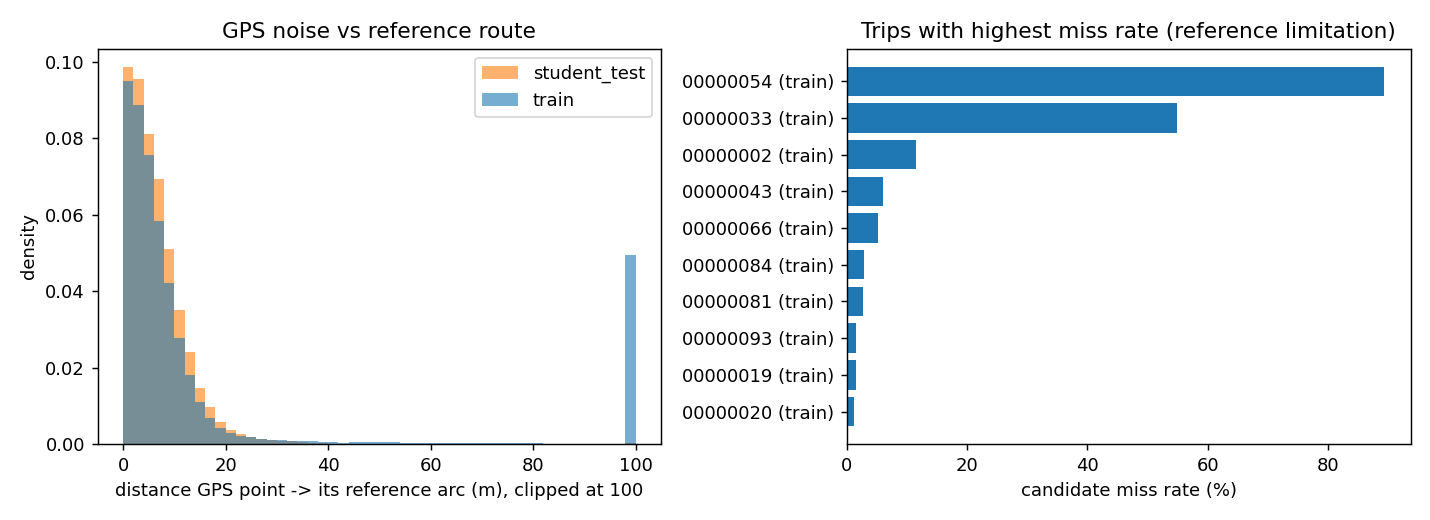 GPS noise vs reference route
student_test
train
density
0.10
0.08
0.06
0.04
0.02
0.00
0 20 40 60 80 100
distance GPS point -> its reference arc (m), clipped at 100
Trips with highest miss rate (reference limitation)
00000054 (train)
00000033 (train)
00000002 (train)
00000043 (train)
00000066 (train)
00000084 (train)
00000081 (train)
00000093 (train)
00000019 (train)
00000020 (train)
0 20 40 60 80
candidate miss rate (%)